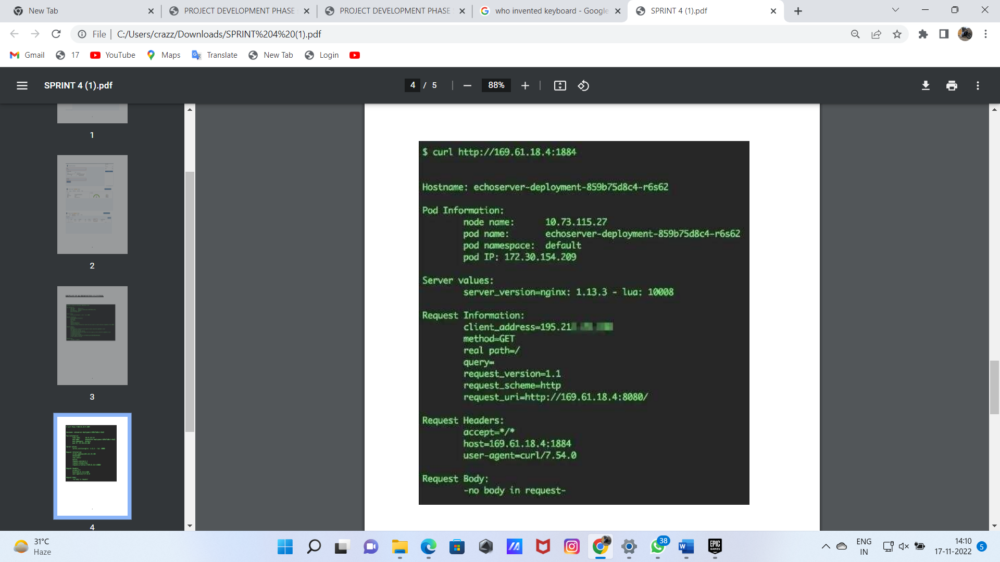 New Tab
PROJECT DEVELOPMENT PHASE
PROJECT DEVELOPMENT PHASE
who invented keyboard - Google
SPRINT 4 (1).pdf
File C:/Users/crazz/Downloads/SPRINT%204%20(1).pdf
Gmail 17 YouTube Maps Translate New Tab Login
SPRINT 4 (1).pdf
4 / 5
88%
1
2
DEPLOY IN KUBERNETES CLUSTER:
3
4
$ curl http://169.61.18.4:1884
Hostname: echoserver-deployment-859b75d8c4-r6s62
Pod Information:
node name: 10.73.115.27
pod name: echoserver-deployment-859b75d8c4-r6s62
pod namespace: default
pod IP: 172.30.154.209
Server values:
server_version=nginx: 1.13.3 - lua: 10008
Request Information:
client_address=195.21
method=GET
real path=/
query=
request_version=1.1
request_scheme=http
request_uri=http://169.61.18.4:8080/
Request Headers:
accept=*/*
host=169.61.18.4:1884
user-agent=curl/7.54.0
Request Body:
-no body in request-
31°C
Haze
38
W
EPIC
GAMES
ENG
IN
14:10
17-11-2022
5